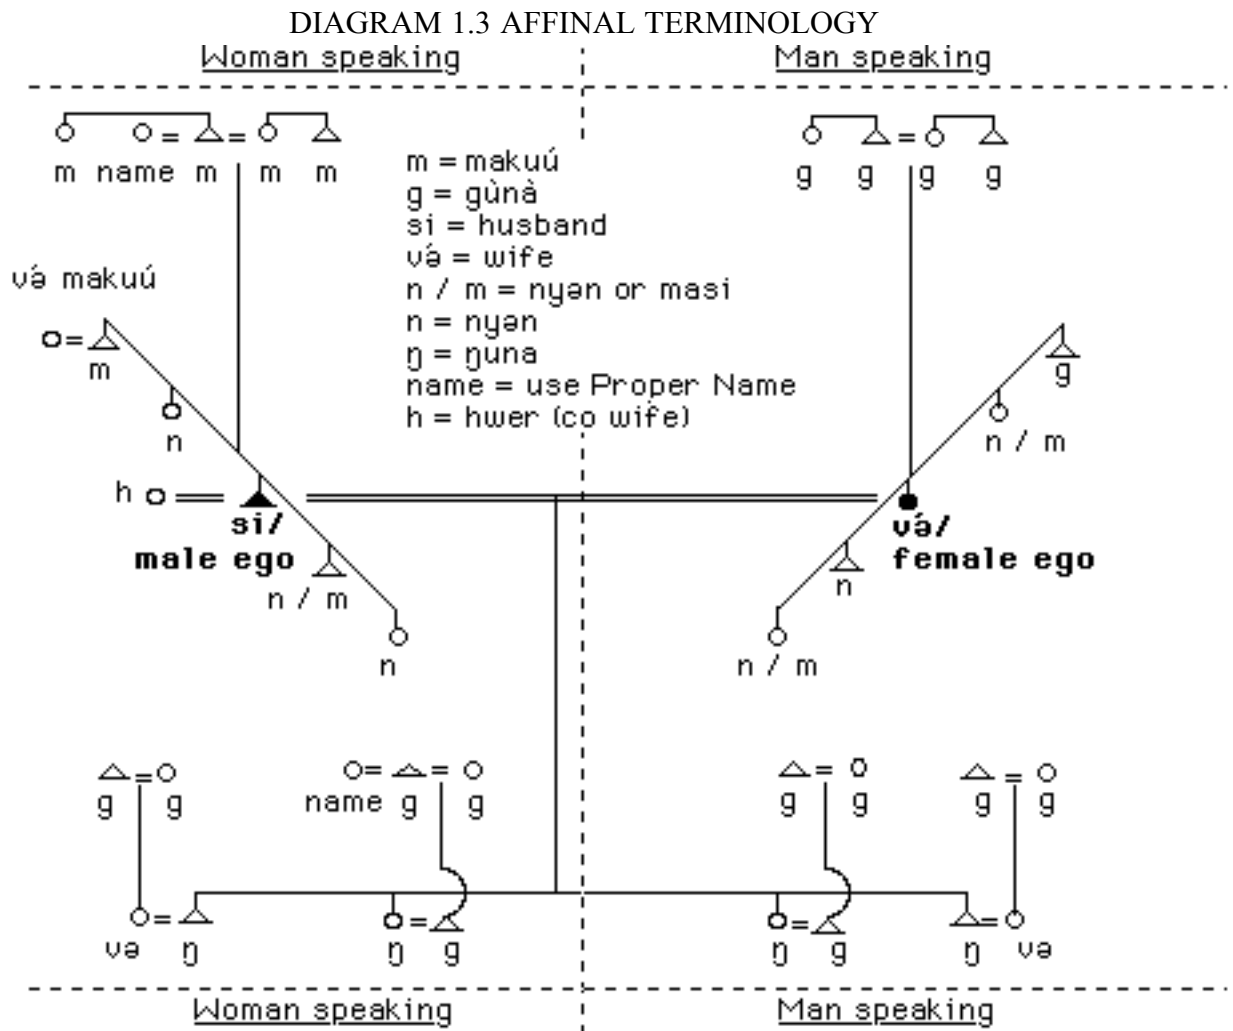 DIAGRAM 1.3 AFFINAL TERMINOLOGY
Woman speaking Man speaking
m name m m m
g g g g
m = makuú
g = gùnà
si = husband
vá̤ = wife
n / m = nyən or masi
n = nyən
ŋ = ŋuna
name = use Proper Name
h = hwer (co wife)
və́ makuú
m
n
g
n / m
h
si/
male ego
və́/
female ego
n / m
n
n
n / m
g g
name g g
g g
g g
və ŋ
ŋ g
ŋ g
ŋ və
Woman speaking Man speaking